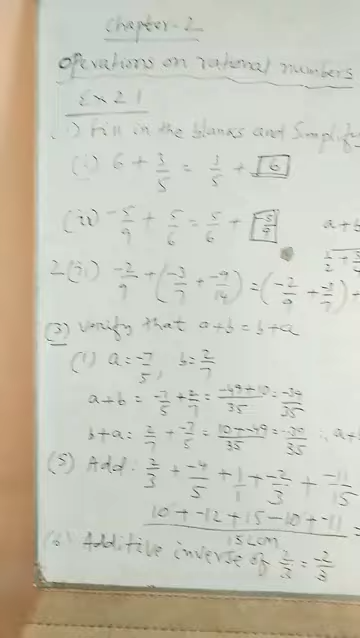 Chapter-2
Operations on rational numbers
Ex 2.1
1) Fill in the blanks and Simplify
(i) 6 + 3/5 = 3/5 + 6
(ii) -5/9 + 5/6 = 5/6 + -5/9
a+b
2(i) -2/9 + (-3/7 + -9/14) = (-2/9 + -3/7) +
(3) verify that a+b = b+a
(1) a = -7/5, b = 2/7
a+b = -7/5 + 2/7 = -49+10/35 = -39/35
b+a = 2/7 + -7/5 = 10+-49/35 = -39/35 ∴ a+b
(5) Add: 2/3 + -4/5 + 1/1 + -2/3 + -11/15
10 + -12 + 15 - 10 + -11 / 15 LCM =
Additive inverse of 2/3 = -2/3